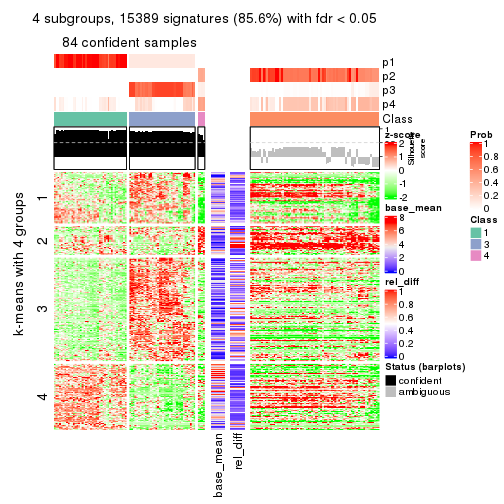 4 subgroups, 15389 signatures (85.6%) with fdr < 0.05
84 confident samples
p1
p2
p3
p4
Class
1
Silhouette
score
k-means with 4 groups
1
2
3
4
base_mean
rel_diff
z-score
2
1
0
-1
-2
base_mean
8
6
4
2
0
rel_diff
1
0.8
0.6
0.4
0.2
0
Status (barplots)
confident
ambiguous
Prob
1
0.8
0.6
0.4
0.2
0
Class
1
3
4